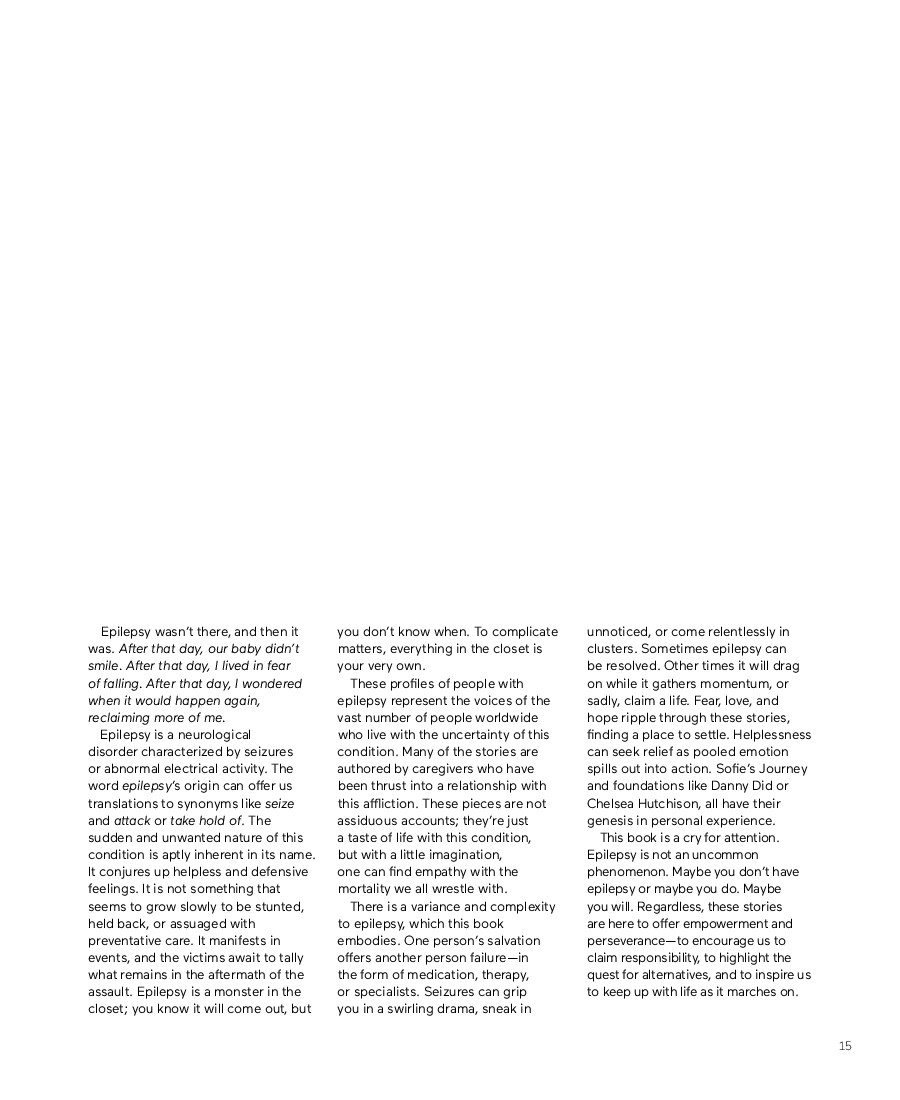 Epilepsy wasn’t there, and then it
was. After that day, our baby didn’t
smile. After that day, I lived in fear
of falling. After that day, I wondered
when it would happen again,
reclaiming more of me.
Epilepsy is a neurological
disorder characterized by seizures
or abnormal electrical activity. The
word epilepsy’s origin can offer us
translations to synonyms like seize
and attack or take hold of. The
sudden and unwanted nature of this
condition is aptly inherent in its name.
It conjures up helpless and defensive
feelings. It is not something that
seems to grow slowly to be stunted,
held back, or assuaged with
preventative care. It manifests in
events, and the victims await to tally
what remains in the aftermath of the
assault. Epilepsy is a monster in the
closet; you know it will come out, but
you don’t know when. To complicate
matters, everything in the closet is
your very own.
These profiles of people with
epilepsy represent the voices of the
vast number of people worldwide
who live with the uncertainty of this
condition. Many of the stories are
authored by caregivers who have
been thrust into a relationship with
this affliction. These pieces are not
assiduous accounts; they’re just
a taste of life with this condition,
but with a little imagination,
one can find empathy with the
mortality we all wrestle with.
There is a variance and complexity
to epilepsy, which this book
embodies. One person’s salvation
offers another person failure—in
the form of medication, therapy,
or specialists. Seizures can grip
you in a swirling drama, sneak in
unnoticed, or come relentlessly in
clusters. Sometimes epilepsy can
be resolved. Other times it will drag
on while it gathers momentum, or
sadly, claim a life. Fear, love, and
hope ripple through these stories,
finding a place to settle. Helplessness
can seek relief as pooled emotion
spills out into action. Sofie’s Journey
and foundations like Danny Did or
Chelsea Hutchison, all have their
genesis in personal experience.
This book is a cry for attention.
Epilepsy is not an uncommon
phenomenon. Maybe you don’t have
epilepsy or maybe you do. Maybe
you will. Regardless, these stories
are here to offer empowerment and
perseverance—to encourage us to
claim responsibility, to highlight the
quest for alternatives, and to inspire us
to keep up with life as it marches on.
15